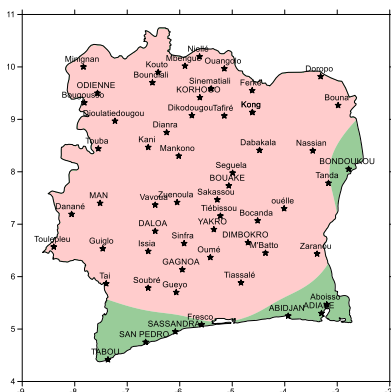 11
Niellé
Minignan
Mbengué
Kouto
Ouangolo
10
Doropo
Boundiali
Sinematiali
ODIENNE
KORHOGO
Ferké
Bougousso
Bouna
Kong
Dikodougou
Tafiré
9
Dioulatiedougou
Dianra
Touba
Kani
Mankono
Dabakala
Nassian
BONDOUKOU
8
Seguela
Tanda
BOUAKE
MAN
Vavoua
Zuenoula
Sakassou
ouélle
Danané
Tiébissou
Bocanda
7
DALOA
YAKRO
Toulepleu
Guiglo
Issia
Sinfra
DIMBOKRO
M'Batto
Zaranou
Oumé
GAGNOA
6
Tai
Soubré
Gueyo
Tiassalé
Aboisso
ABIDJAN
ADIAKE
Fresco
5
SASSANDRA
SAN PEDRO
TABOU
4
9
8
7
6
5
4
3
2